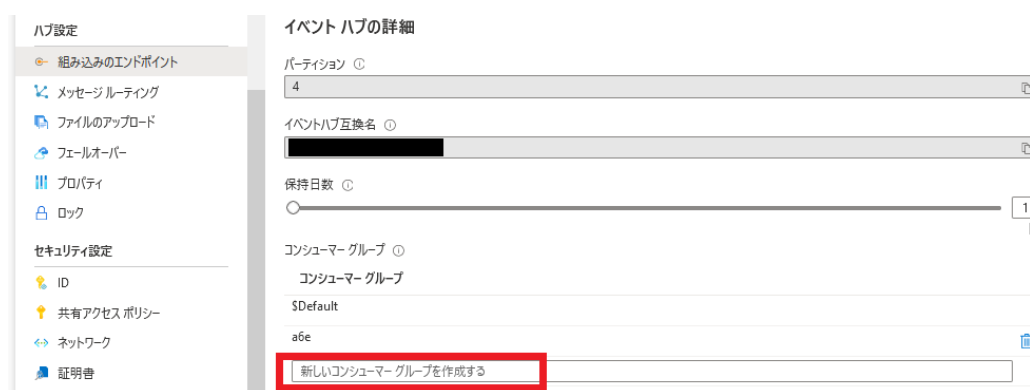 ハブ設定
組み込みのエンドポイント
メッセージ ルーティング
ファイルのアップロード
フェールオーバー
プロパティ
ロック
セキュリティ設定
ID
共有アクセス ポリシー
ネットワーク
証明書
イベント ハブの詳細
パーティション
4
イベントハブ互換名
保持日数
1
コンシューマー グループ
コンシューマー グループ
$Default
a6e
新しいコンシューマー グループを作成する